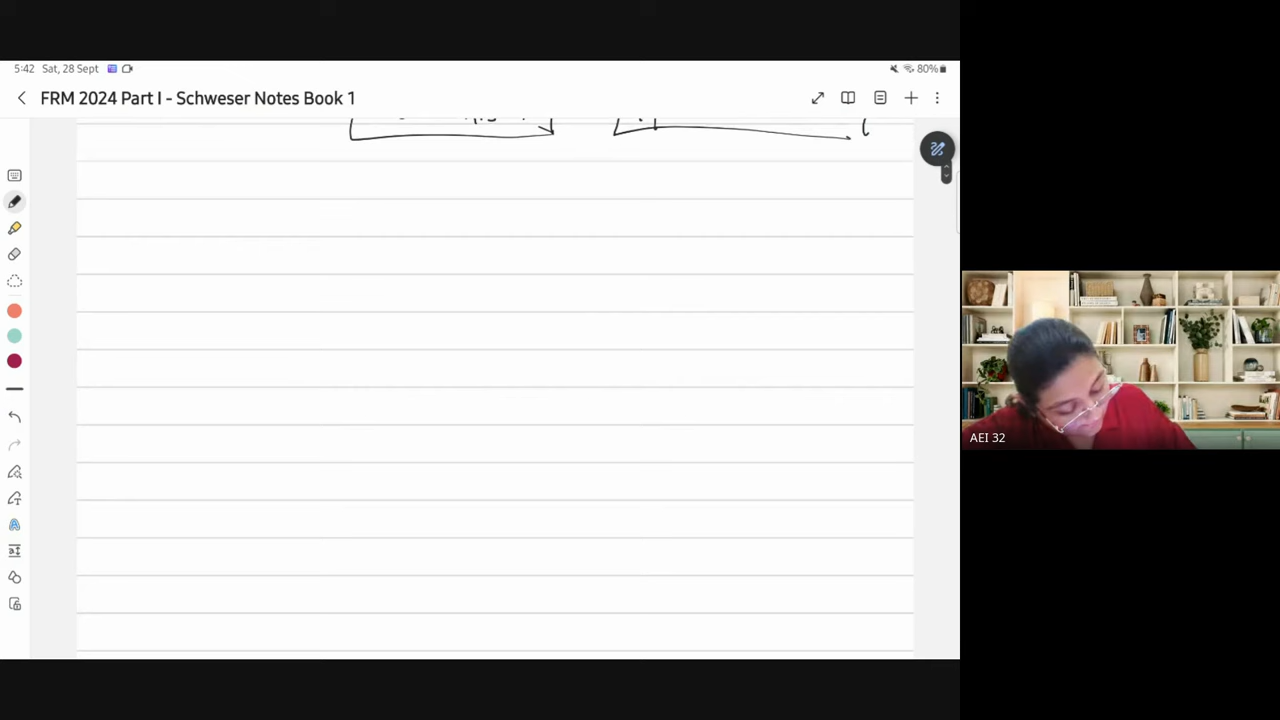 5:42 Sat, 28 Sept
80%
FRM 2024 Part I - Schweser Notes Book 1
AEI 32